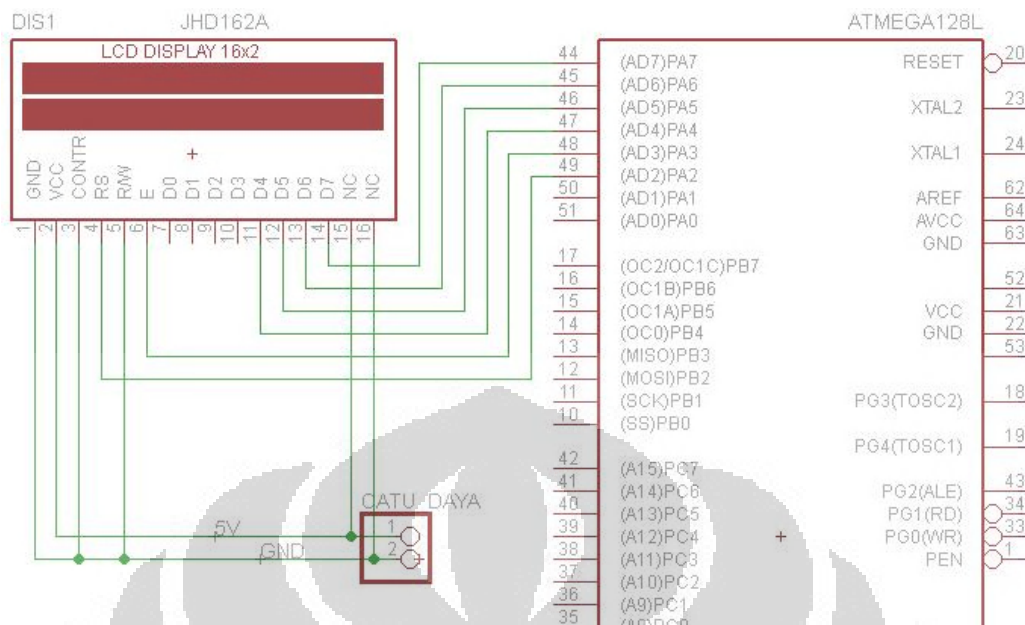 DIS1 JHD162A
LCD DISPLAY 16x2
GND VCC CONTR RS R/W E D0 D1 D2 D3 D4 D5 D6 D7 NC NC
1 2 3 4 5 6 7 8 9 10 11 12 13 14 15 16
5V
GND
CATU DAYA
1
2
ATMEGA128L
44 (AD7)PA7 RESET 20
45 (AD6)PA6
46 (AD5)PA5 XTAL2 23
47 (AD4)PA4
48 (AD3)PA3 XTAL1 24
49 (AD2)PA2
50 (AD1)PA1 AREF 62
51 (AD0)PA0 AVCC 64
GND 63
17 (OC2/OC1C)PB7
16 (OC1B)PB6 52
15 (OC1A)PB5 VCC 21
14 (OC0)PB4 GND 22
13 (MISO)PB3 53
12 (MOSI)PB2
11 (SCK)PB1 PG3(TOSC2) 18
10 (SS)PB0
PG4(TOSC1) 19
42 (A15)PC7
41 (A14)PC6 PG2(ALE) 43
40 (A13)PC5 PG1(RD) 34
39 (A12)PC4 PG0(WR) 33
38 (A11)PC3 PEN 1
37 (A10)PC2
36 (A9)PC1
35 (A8)PC0